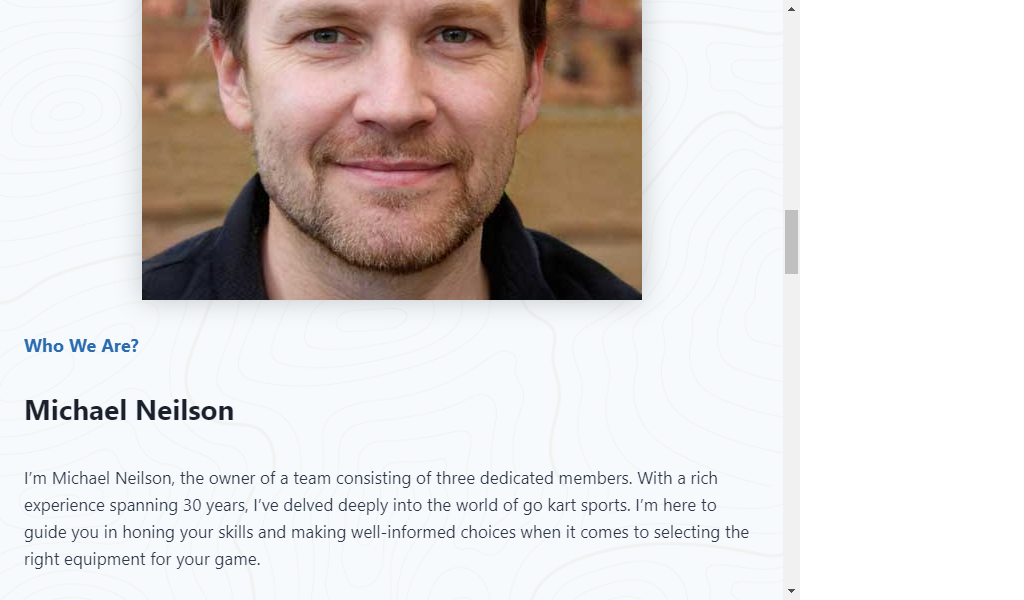 Who We Are?
Michael Neilson
I’m Michael Neilson, the owner of a team consisting of three dedicated members. With a rich
experience spanning 30 years, I’ve delved deeply into the world of go kart sports. I’m here to
guide you in honing your skills and making well-informed choices when it comes to selecting the
right equipment for your game.